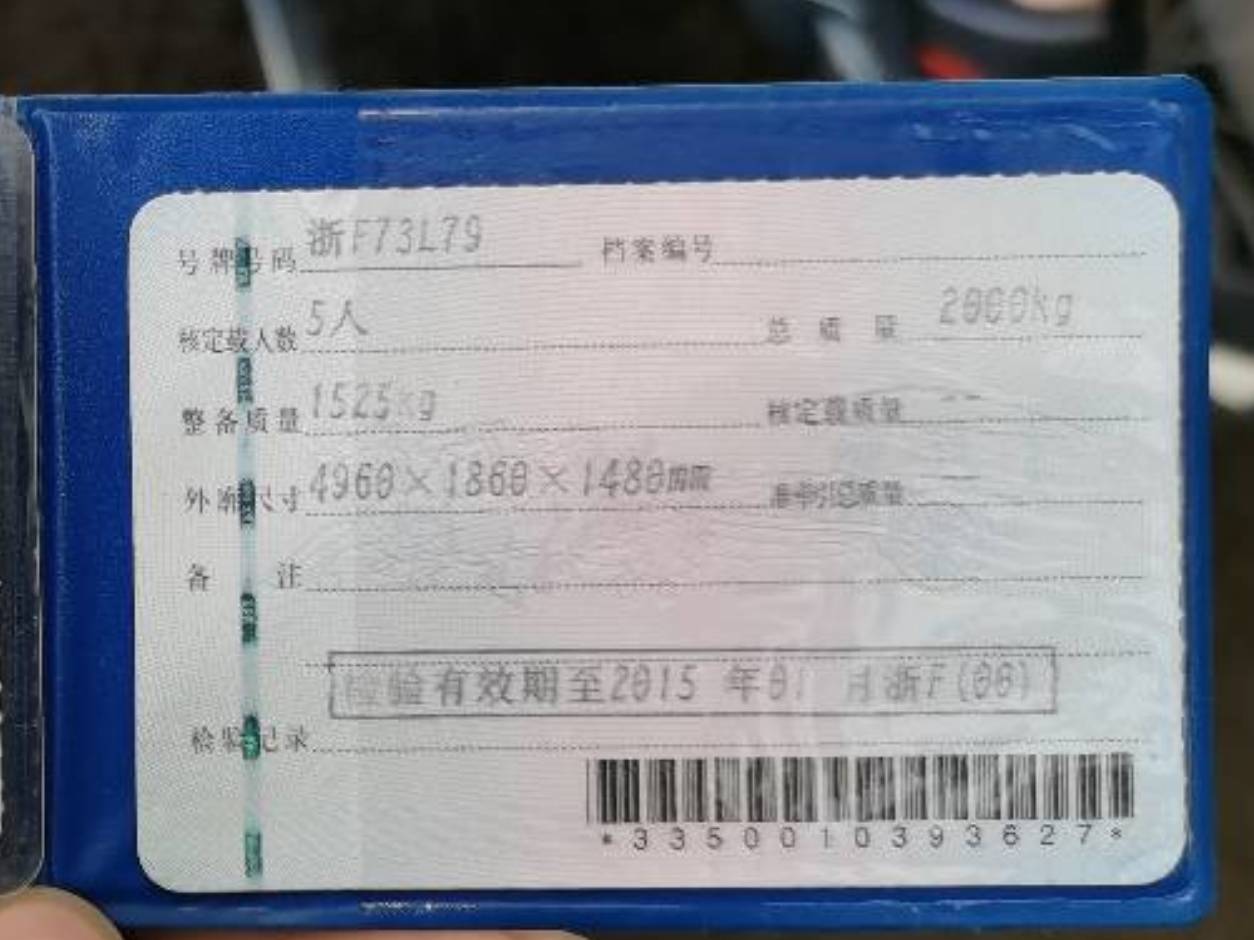 号牌号码 浙F73L79 档案编号
核定载人数 5人 总质量 2000kg
整备质量 1525kg 核定载质量 --
外廓尺寸 4960×1860×1480mm 准牵引总质量 --
备注
检验有效期至2015年01月浙F(00)
检验记录
*3350010393627*